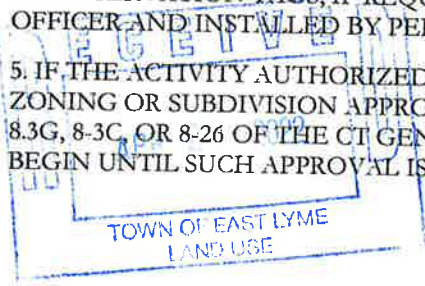 OFFICER AND INSTALLED BY
5. IF THE ACTIVITY AUTHORIZED
ZONING OR SUBDIVISION
8.3G, 8-3C, OR 8-26 OF THE CT
BEGIN UNTIL SUCH APPROVAL
TOWN OF EAST LYME
LAND USE